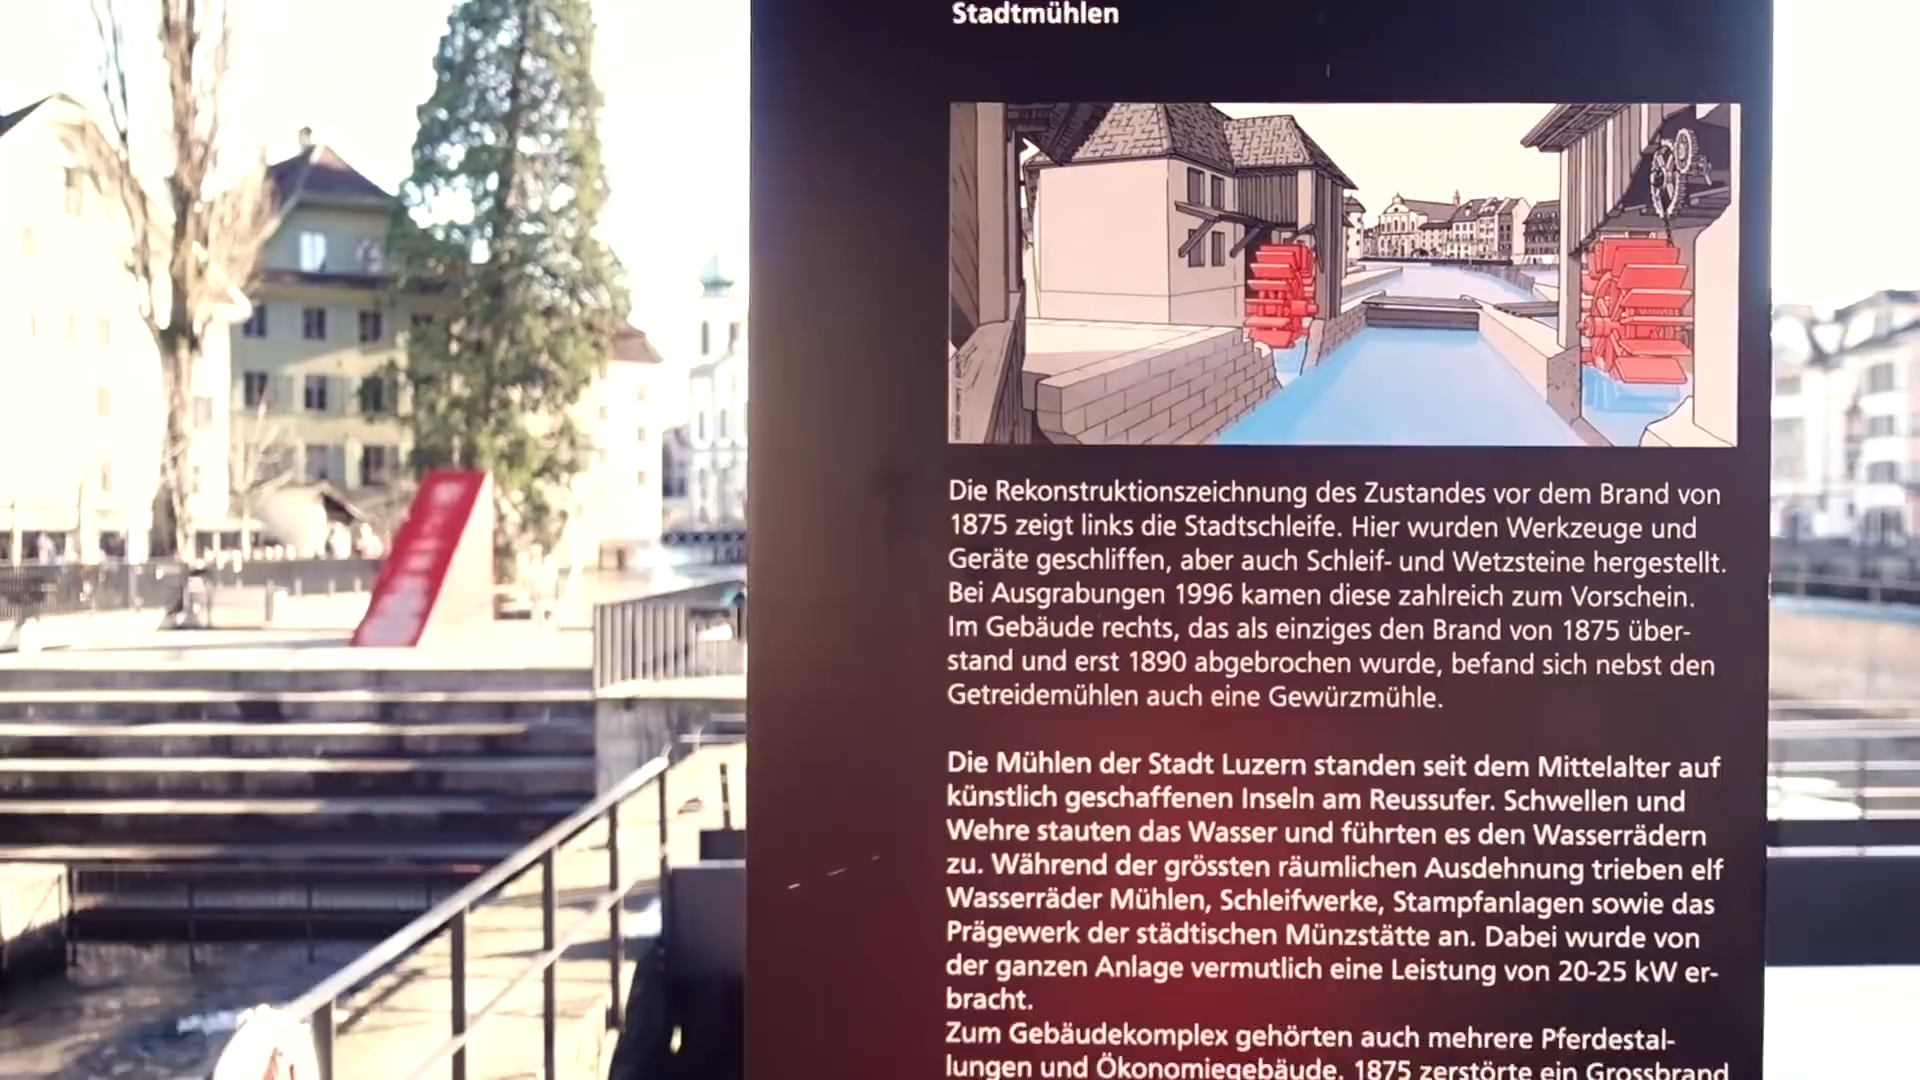 Stadtmühlen
Die Rekonstruktionszeichnung des Zustandes vor dem Brand von
1875 zeigt links die Stadtschleife. Hier wurden Werkzeuge und
Geräte geschliffen, aber auch Schleif- und Wetzsteine hergestellt.
Bei Ausgrabungen 1996 kamen diese zahlreich zum Vorschein.
Im Gebäude rechts, das als einziges den Brand von 1875 über-
stand und erst 1890 abgebrochen wurde, befand sich nebst den
Getreidemühlen auch eine Gewürzmühle.
Die Mühlen der Stadt Luzern standen seit dem Mittelalter auf
künstlich geschaffenen Inseln am Reussufer. Schwellen und
Wehre stauten das Wasser und führten es den Wasserrädern
zu. Während der grössten räumlichen Ausdehnung trieben elf
Wasserräder Mühlen, Schleifwerke, Stampfanlagen sowie das
Prägewerk der städtischen Münzstätte an. Dabei wurde von
der ganzen Anlage vermutlich eine Leistung von 20-25 kW er-
bracht.
Zum Gebäudekomplex gehörten auch mehrere Pferdestal-
lungen und Ökonomiegebäude. 1875 zerstörte ein Grossbrand